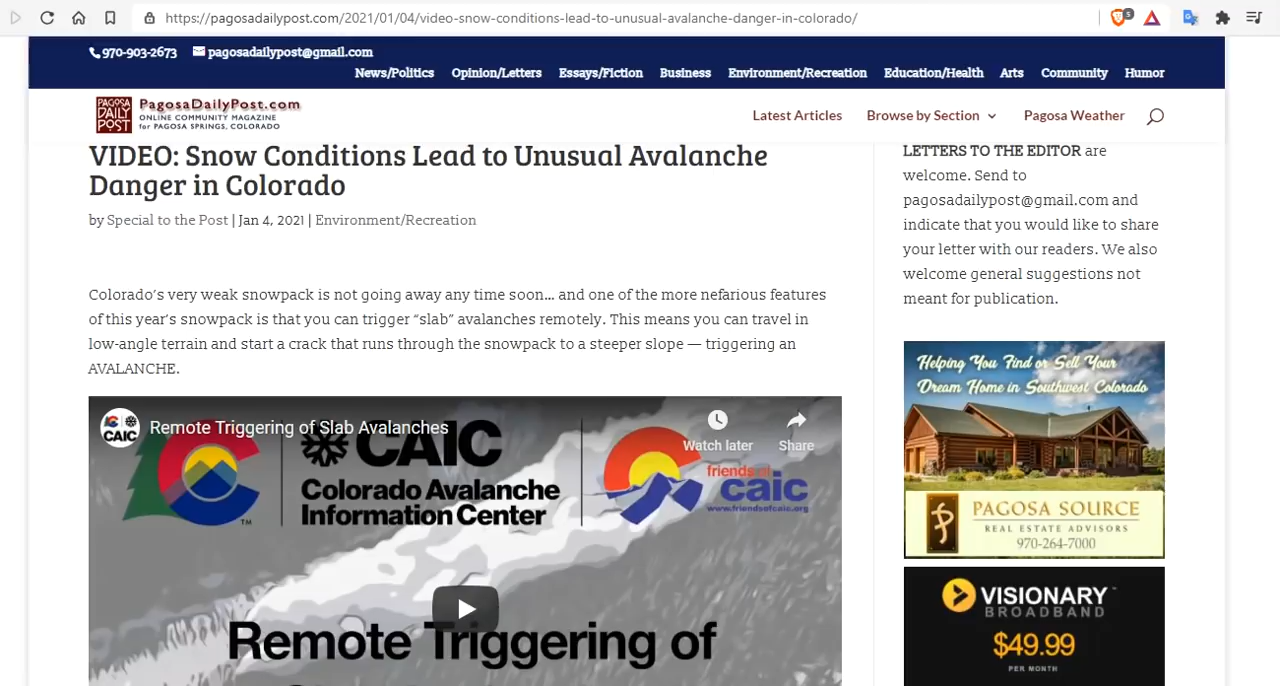 https://pagosadailypost.com/2021/01/04/video-snow-conditions-lead-to-unusual-avalanche-danger-in-colorado/
5
970-903-2673 pagosadailypost@gmail.com
News/Politics Opinion/Letters Essays/Fiction Business Environment/Recreation Education/Health Arts Community Humor
PAGOSA
DAILY
POST
PagosaDailyPost.com
ONLINE COMMUNITY MAGAZINE
for PAGOSA SPRINGS, COLORADO
Latest Articles Browse by Section Pagosa Weather
VIDEO: Snow Conditions Lead to Unusual Avalanche
Danger in Colorado
by Special to the Post | Jan 4, 2021 | Environment/Recreation
Colorado’s very weak snowpack is not going away any time soon… and one of the more nefarious features
of this year’s snowpack is that you can trigger “slab” avalanches remotely. This means you can travel in
low-angle terrain and start a crack that runs through the snowpack to a steeper slope — triggering an
AVALANCHE.
CAIC
Remote Triggering of Slab Avalanches
Watch later
Share
CAIC
Colorado Avalanche
Information Center
TM
friends of
caic
www.friendsofcaic.org
Remote Triggering of
LETTERS TO THE EDITOR are
welcome. Send to
pagosadailypost@gmail.com and
indicate that you would like to share
your letter with our readers. We also
welcome general suggestions not
meant for publication.
Helping You Find or Sell Your
Dream Home in Southwest Colorado
PAGOSA SOURCE
REAL ESTATE ADVISORS
970-264-7000
VISIONARY
BROADBAND
$49.99
PER MONTH